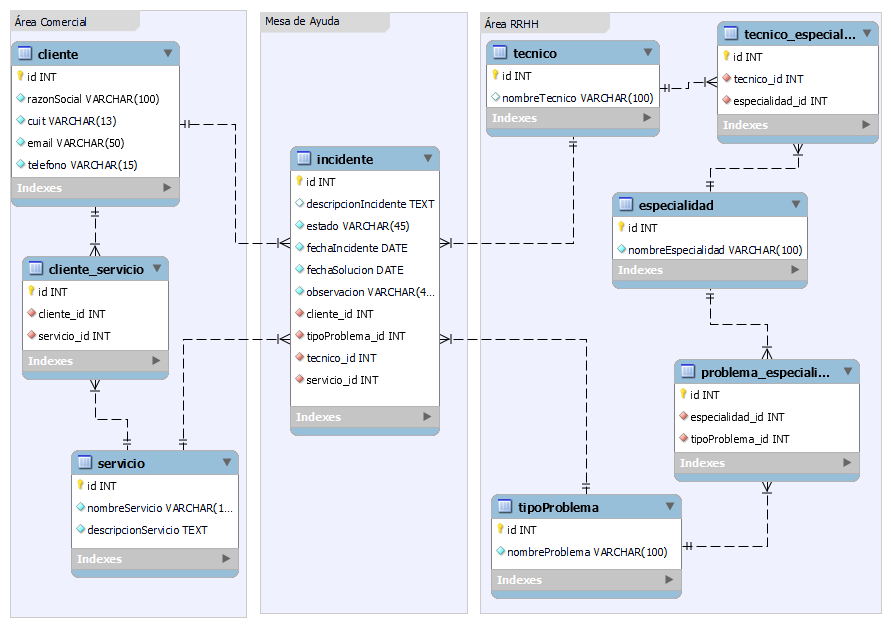 Área Comercial
cliente
id INT
razonSocial VARCHAR(100)
cuit VARCHAR(13)
email VARCHAR(50)
telefono VARCHAR(15)
Indexes
cliente_servicio
id INT
cliente_id INT
servicio_id INT
Indexes
servicio
id INT
nombreServicio VARCHAR(1...
descripcionServicio TEXT
Indexes
Mesa de Ayuda
incidente
id INT
descripcionIncidente TEXT
estado VARCHAR(45)
fechaIncidente DATE
fechaSolucion DATE
observacion VARCHAR(4...
cliente_id INT
tipoProblema_id INT
tecnico_id INT
servicio_id INT
Indexes
Área RRHH
tecnico
id INT
nombreTecnico VARCHAR(100)
Indexes
tecnico_especial...
id INT
tecnico_id INT
especialidad_id INT
Indexes
especialidad
id INT
nombreEspecialidad VARCHAR(100)
Indexes
problema_especiali...
id INT
especialidad_id INT
tipoProblema_id INT
Indexes
tipoProblema
id INT
nombreProblema VARCHAR(100)
Indexes